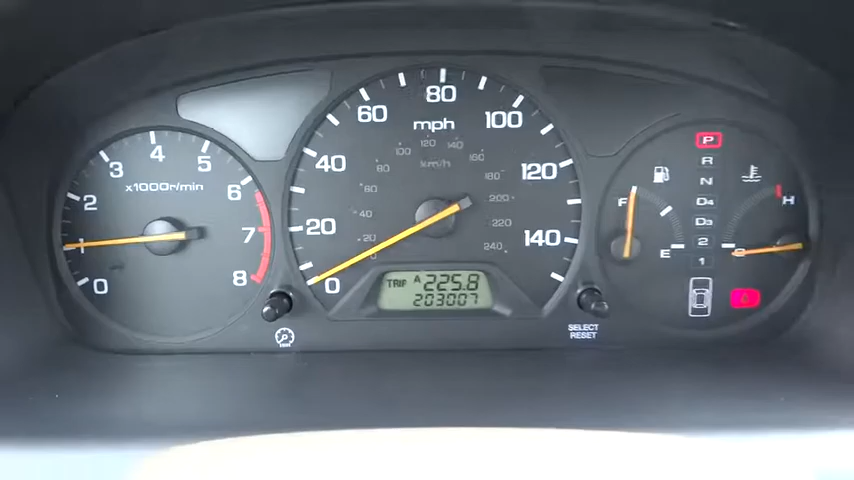 0
1
2
3
4
5
6
7
8
x1000r/min
0
20
40
60
80
100
120
140
mph
km/h
20
40
60
80
100
120
140
160
180
200
220
240
TRIP A 225.8
203007
SELECT
RESET
F
E
P
R
N
D4
D3
2
1
H
C